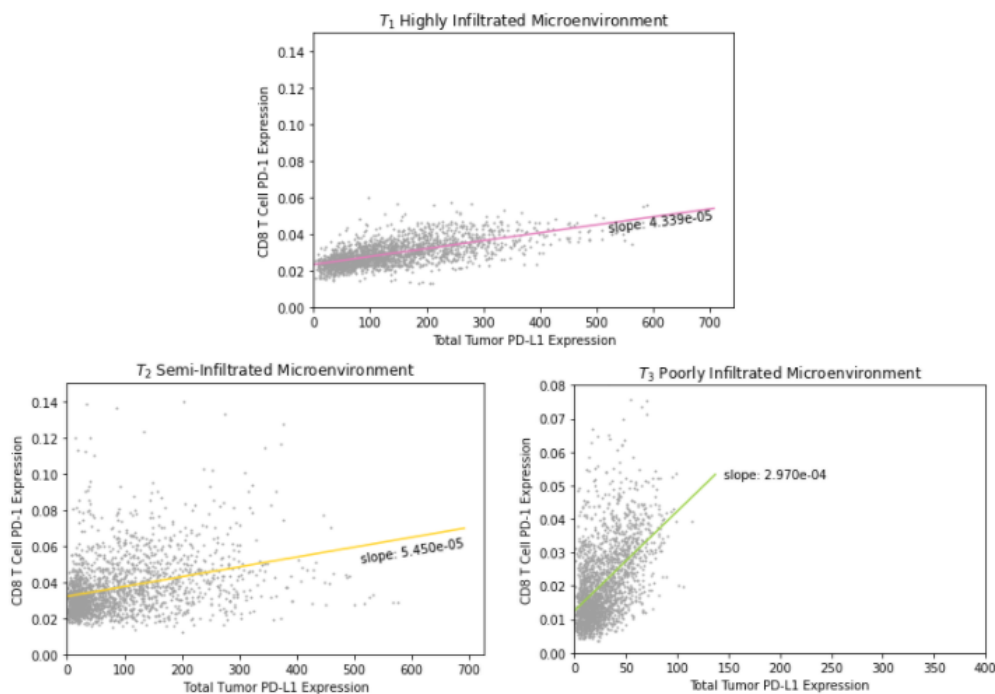 T₁ Highly Infiltrated Microenvironment
CD8 T Cell PD-1 Expression
0.14
0.12
0.10
0.08
0.06
0.04
0.02
0.00
slope: 4.339e-05
0 100 200 300 400 500 600 700
Total Tumor PD-L1 Expression
T₂ Semi-Infiltrated Microenvironment
CD8 T Cell PD-1 Expression
0.14
0.12
0.10
0.08
0.06
0.04
0.02
0.00
slope: 5.450e-05
0 100 200 300 400 500 600 700
Total Tumor PD-L1 Expression
T₃ Poorly Infiltrated Microenvironment
CD8 T Cell PD-1 Expression
0.08
0.07
0.06
0.05
0.04
0.03
0.02
0.01
0.00
slope: 2.970e-04
0 50 100 150 200 250 300 350 400
Total Tumor PD-L1 Expression